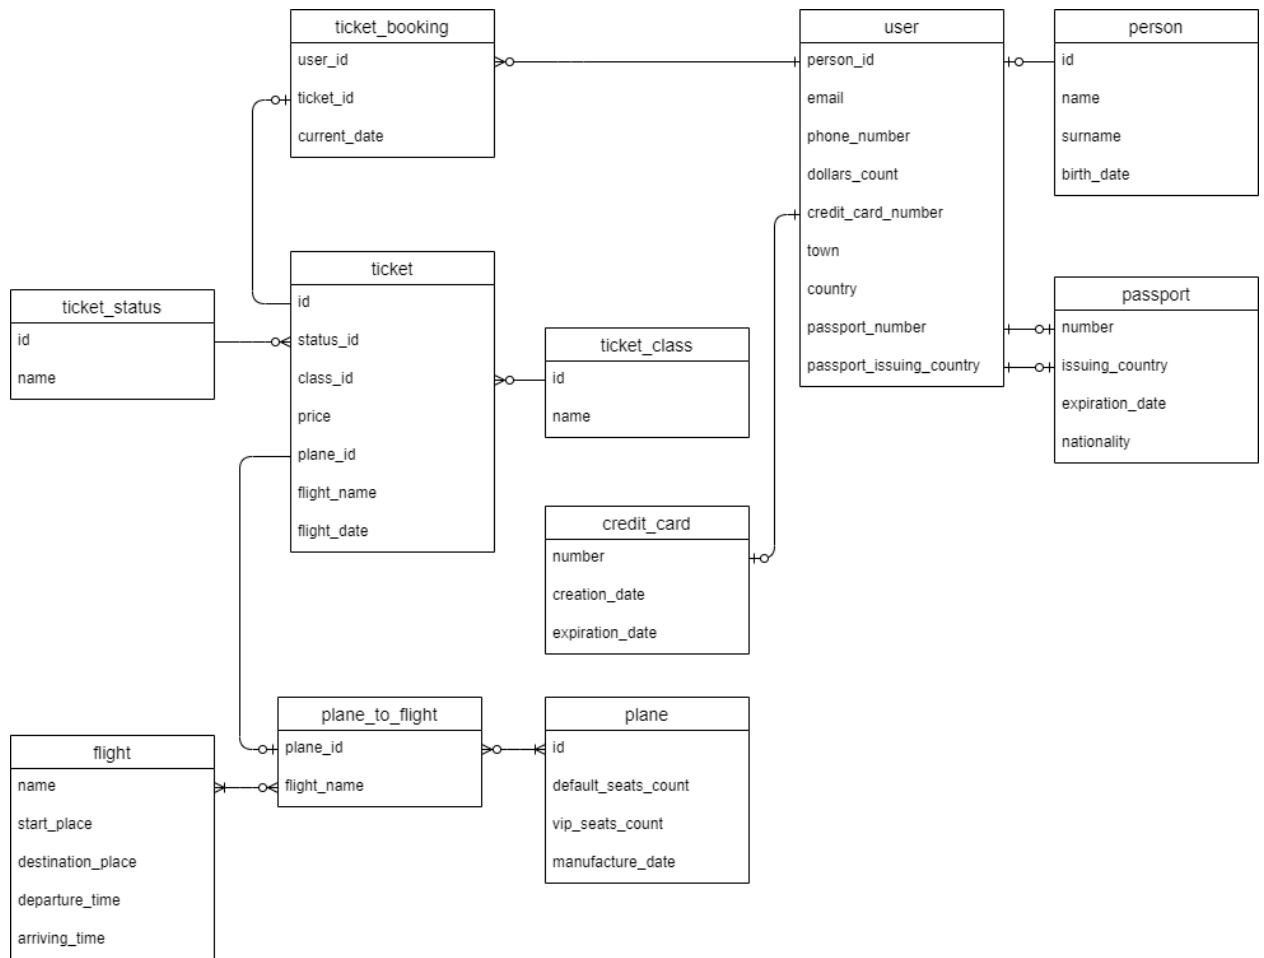 ticket_booking
user_id
ticket_id
current_date
user
person_id
email
phone_number
dollars_count
credit_card_number
town
country
passport_number
passport_issuing_country
person
id
name
surname
birth_date
ticket_status
id
name
ticket
id
status_id
class_id
price
plane_id
flight_name
flight_date
ticket_class
id
name
passport
number
issuing_country
expiration_date
nationality
credit_card
number
creation_date
expiration_date
flight
name
start_place
destination_place
departure_time
arriving_time
plane_to_flight
plane_id
flight_name
plane
id
default_seats_count
vip_seats_count
manufacture_date